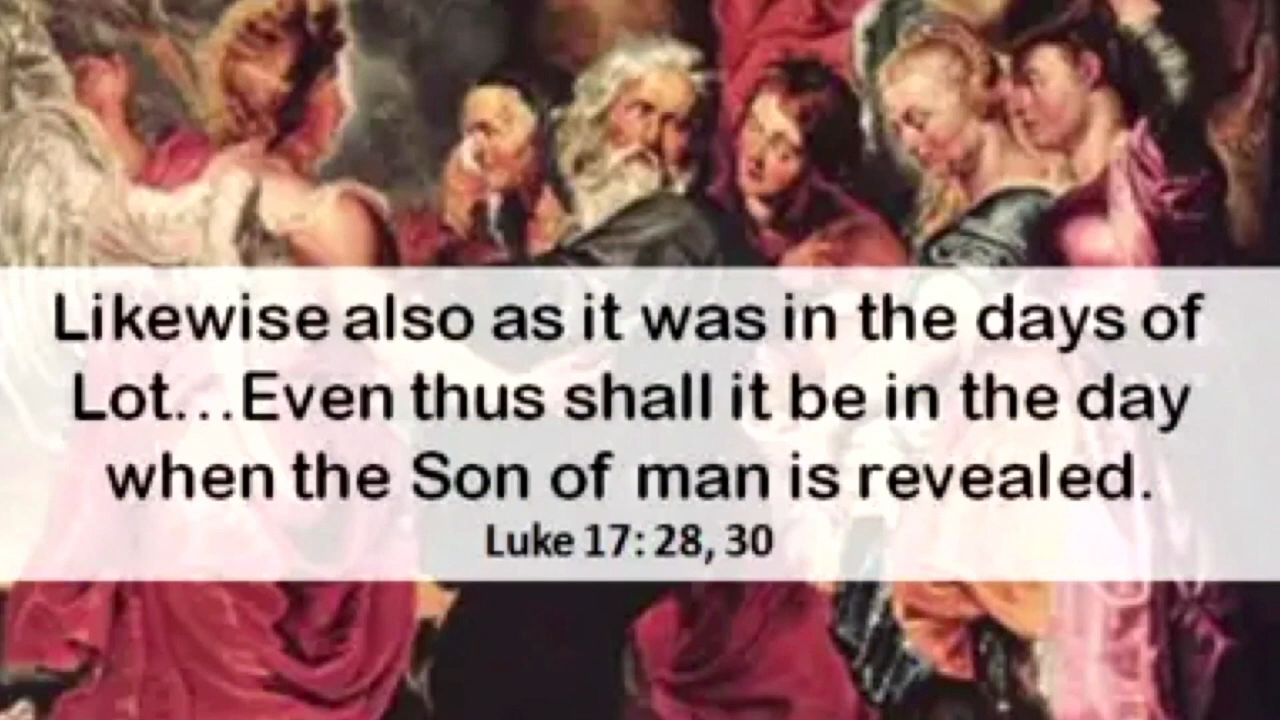 Likewise also as it was in the days of
Lot...Even thus shall it be in the day
when the Son of man is revealed.
Luke 17: 28, 30